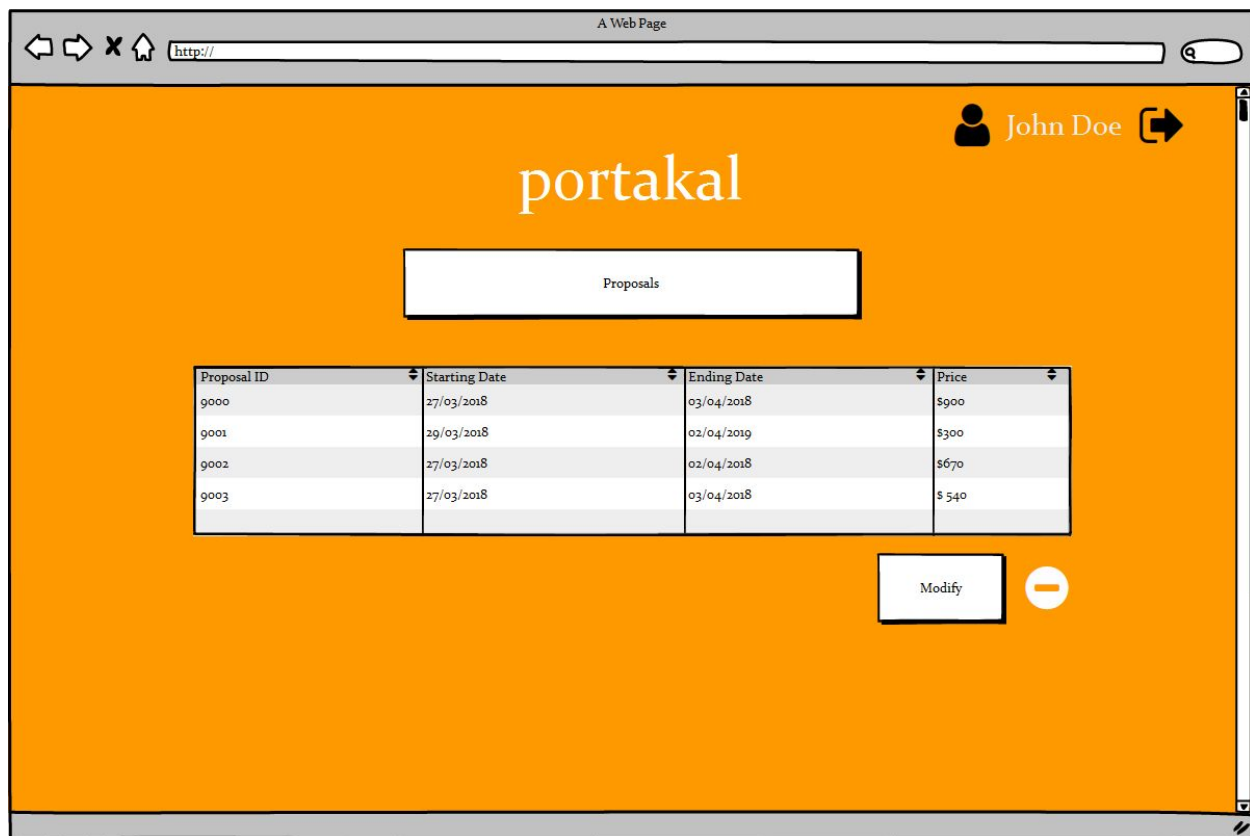 A Web Page
http://
John Doe
portakal
Proposals
Proposal ID Starting Date Ending Date Price
9000 27/03/2018 03/04/2018 $900
9001 29/03/2018 02/04/2019 $300
9002 27/03/2018 02/04/2018 $670
9003 27/03/2018 03/04/2018 $ 540
Modify